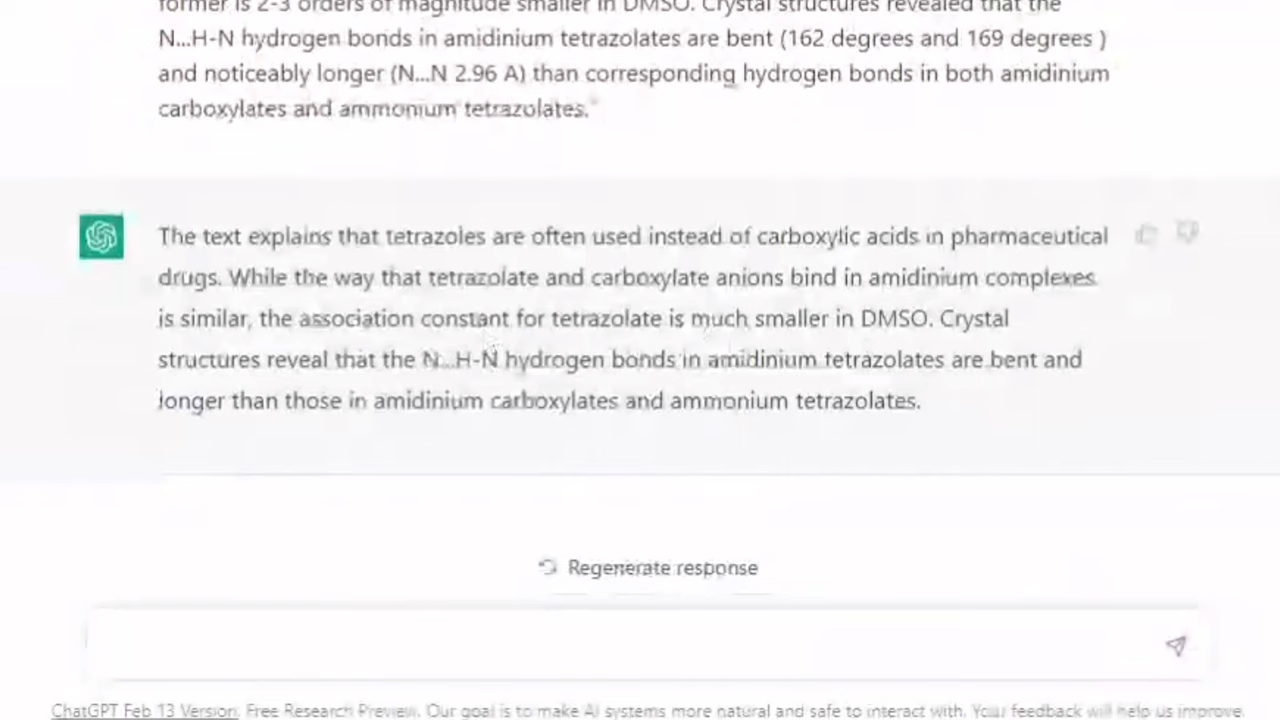 former is 2-3 orders of magnitude smaller in DMSO. Crystal structures revealed that the
N...H-N hydrogen bonds in amidinium tetrazolates are bent (162 degrees and 169 degrees )
and noticeably longer (N...N 2.96 A) than corresponding hydrogen bonds in both amidinium
carboxylates and ammonium tetrazolates."
The text explains that tetrazoles are often used instead of carboxylic acids in pharmaceutical
drugs. While the way that tetrazolate and carboxylate anions bind in amidinium complexes
is similar, the association constant for tetrazolate is much smaller in DMSO. Crystal
structures reveal that the N...H-N hydrogen bonds in amidinium tetrazolates are bent and
longer than those in amidinium carboxylates and ammonium tetrazolates.
Regenerate response
ChatGPT Feb 13 Version. Free Research Preview. Our goal is to make AI systems more natural and safe to interact with. Your feedback will help us improve.